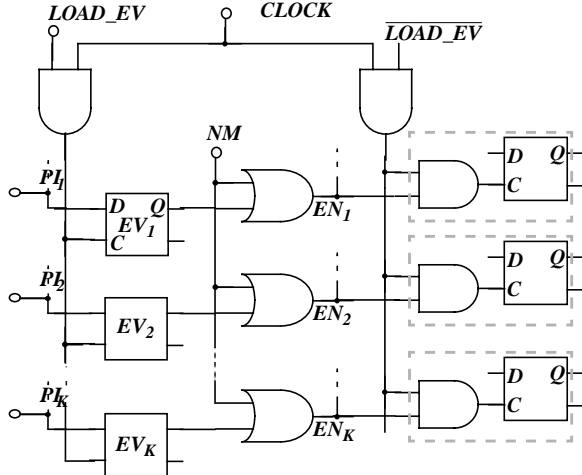 LOAD_EV
CLOCK
LOAD_EV
NM
PI1
D Q
EV1
C
EN1
D Q
C
PI2
EV2
EN2
D Q
C
PIK
EVK
ENK
D Q
C